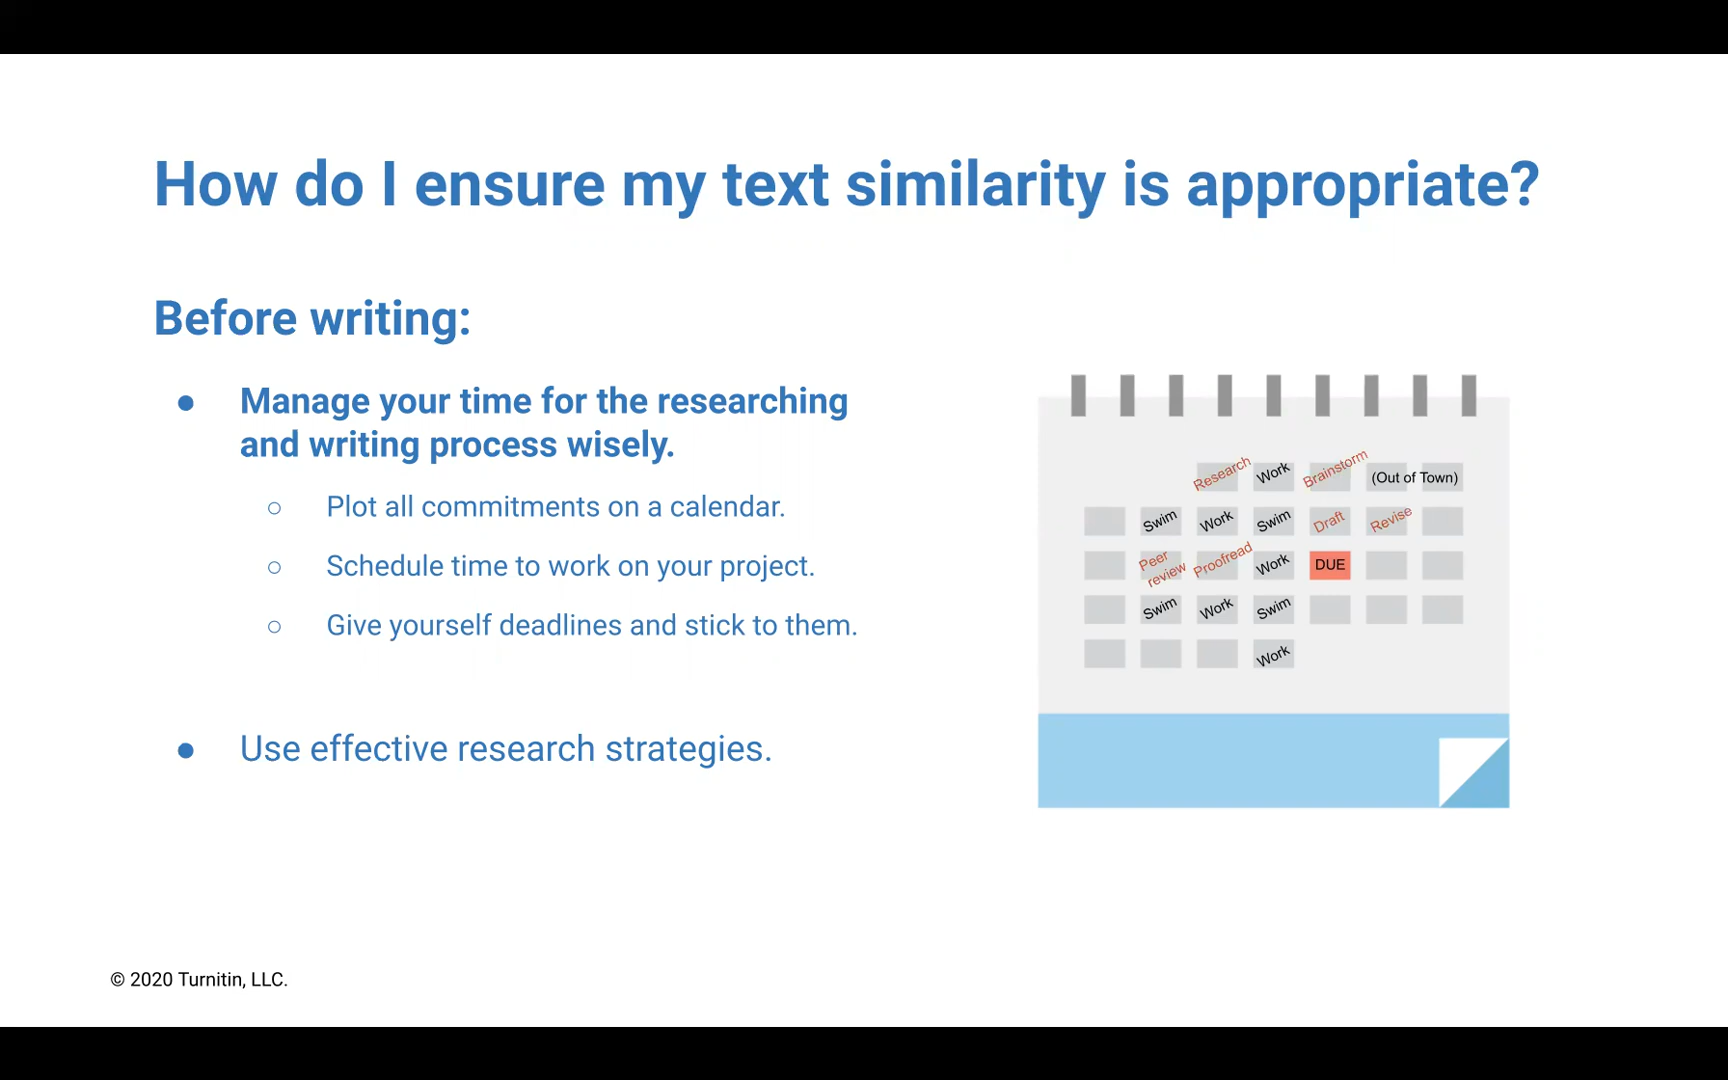 How do I ensure my text similarity is appropriate?
Before writing:
● Manage your time for the researching
and writing process wisely.
○ Plot all commitments on a calendar.
○ Schedule time to work on your project.
○ Give yourself deadlines and stick to them.
● Use effective research strategies.
Research Work Brainstorm (Out of Town)
Swim Work Swim Draft Revise
Peer
review Proofread Work DUE
Swim Work Swim
Work
© 2020 Turnitin, LLC.